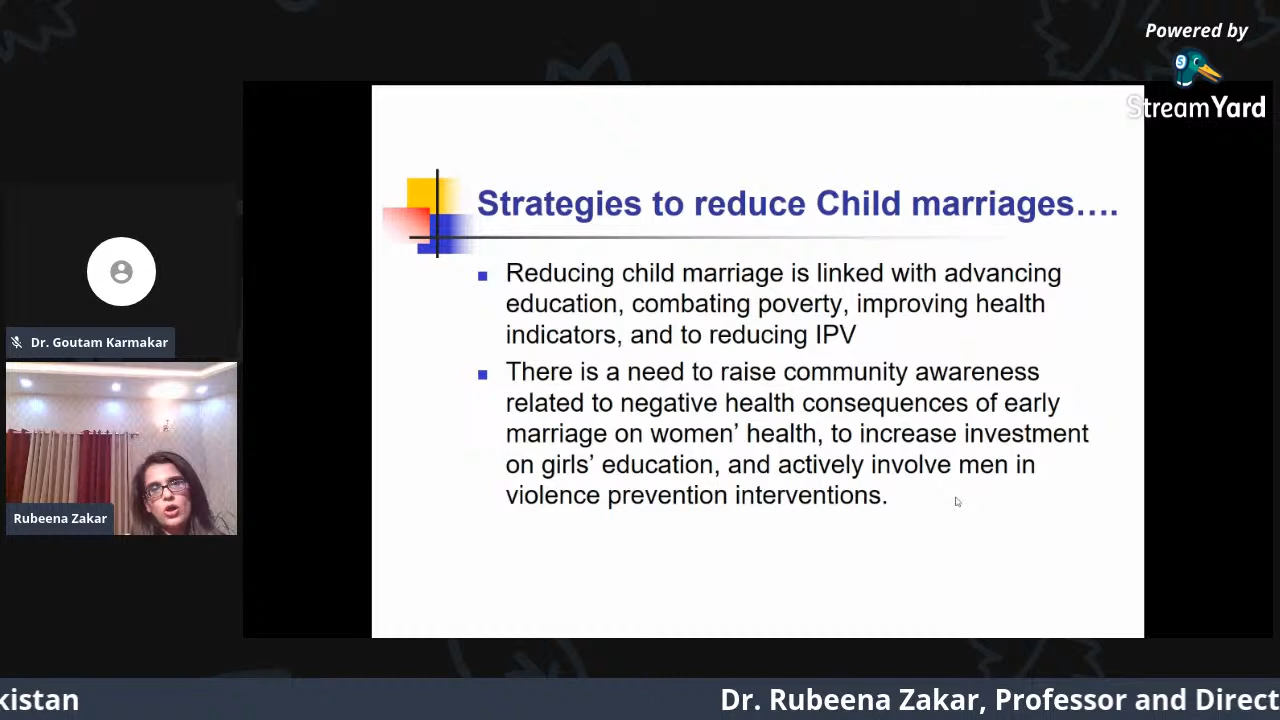 Powered by
StreamYard
Strategies to reduce Child marriages….
Reducing child marriage is linked with advancing
education, combating poverty, improving health
indicators, and to reducing IPV
There is a need to raise community awareness
related to negative health consequences of early
marriage on women’ health, to increase investment
on girls’ education, and actively involve men in
violence prevention interventions.
Dr. Goutam Karmakar
Rubeena Zakar
kistan
Dr. Rubeena Zakar, Professor and Direct